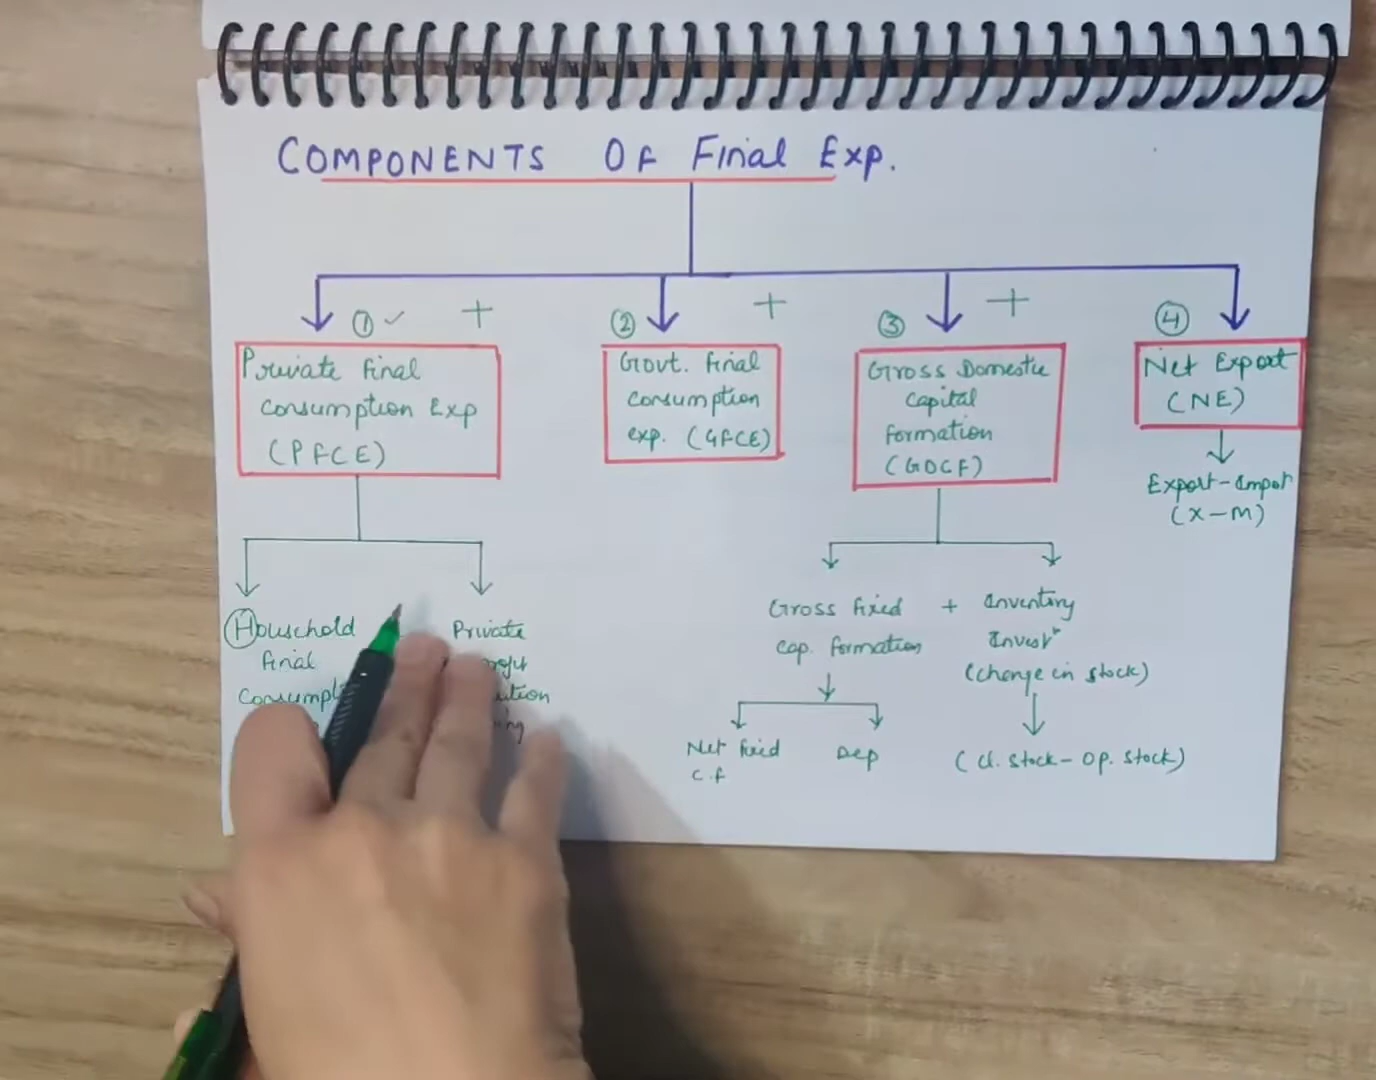 COMPONENTS Of Final Exp.
① ✓ +
② +
③ +
④
Private final
consumption Exp
(PFCE)
Govt. final
consumption
exp. (GFCE)
Gross Domestic
Capital
formation
(GDCF)
Net Export
(NE)
Export - Import
(X-M)
Household
final
Private
Gross fixed
cap. formation
+
Inventory
Invest
(change in stock)
Net fixed
c.f
Dep
(Cl. stock - Op. stock)